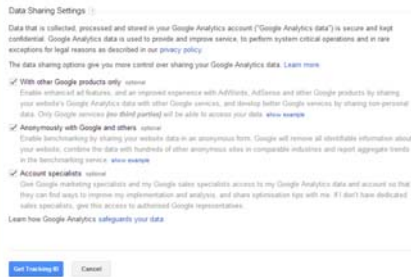 Data Sharing Settings ?
Data that is collected, processed and stored in your Google Analytics account ("Google Analytics data") is secure and kept
confidential. Google Analytics data is used to provide and improve service, to perform system critical operations and in rare
exceptions for legal reasons as described in our privacy policy.
The data sharing options give you more control over sharing your Google Analytics data. Learn more.
With other Google products only optional
Enable enhanced ad features, and an improved experience with AdWords, AdSense and other Google products by sharing
your website's Google Analytics data with other Google services, and develop better Google services by sharing non personal
data. Only Google services (no third parties) will be able to access your data. show example
Anonymously with Google and others optional
Enable benchmarking by sharing your website data in an anonymous form. Google will remove all identifiable information about
your website, combine the data with hundreds of other anonymous sites in comparable industries and report aggregate trends
in the benchmarking service. show example
Account specialists optional
Give Google marketing specialists and my Google sales specialists access to my Google Analytics data and account so that
they can find ways to improve my implementation and analysis, and share optimisation tips with me. If I don't have dedicated
sales specialists, give this access to authorised Google representatives.
Learn how Google Analytics safeguards your data
Get Tracking ID
Cancel